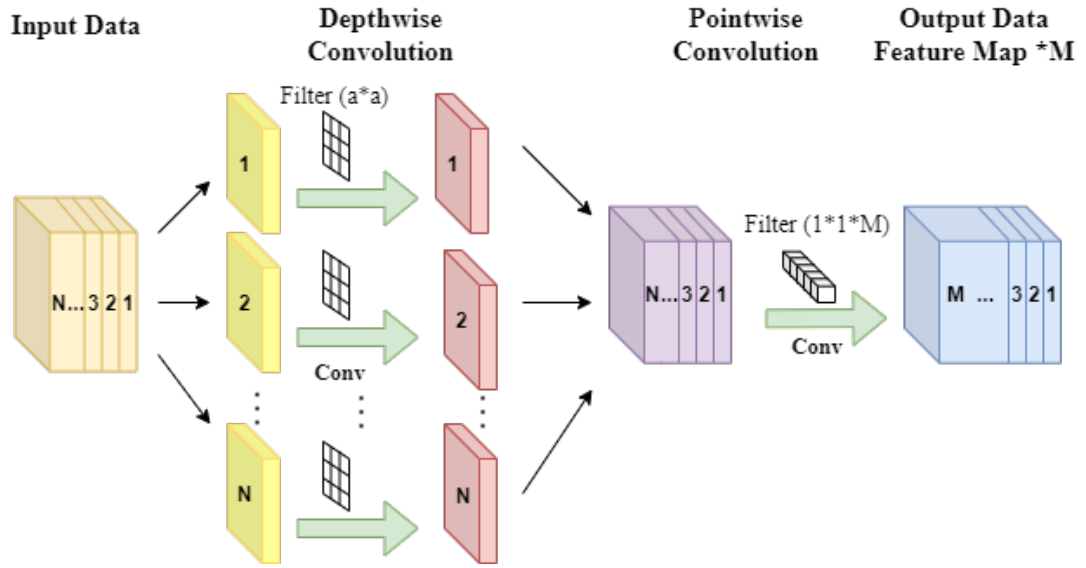 Input Data
Depthwise
Convolution
Pointwise
Convolution
Output Data
Feature Map *M
Filter (a*a)
1
1
N... 3 2 1
2
2
Conv
N
N
N... 3 2 1
Filter (1*1*M)
Conv
M ... 3 2 1